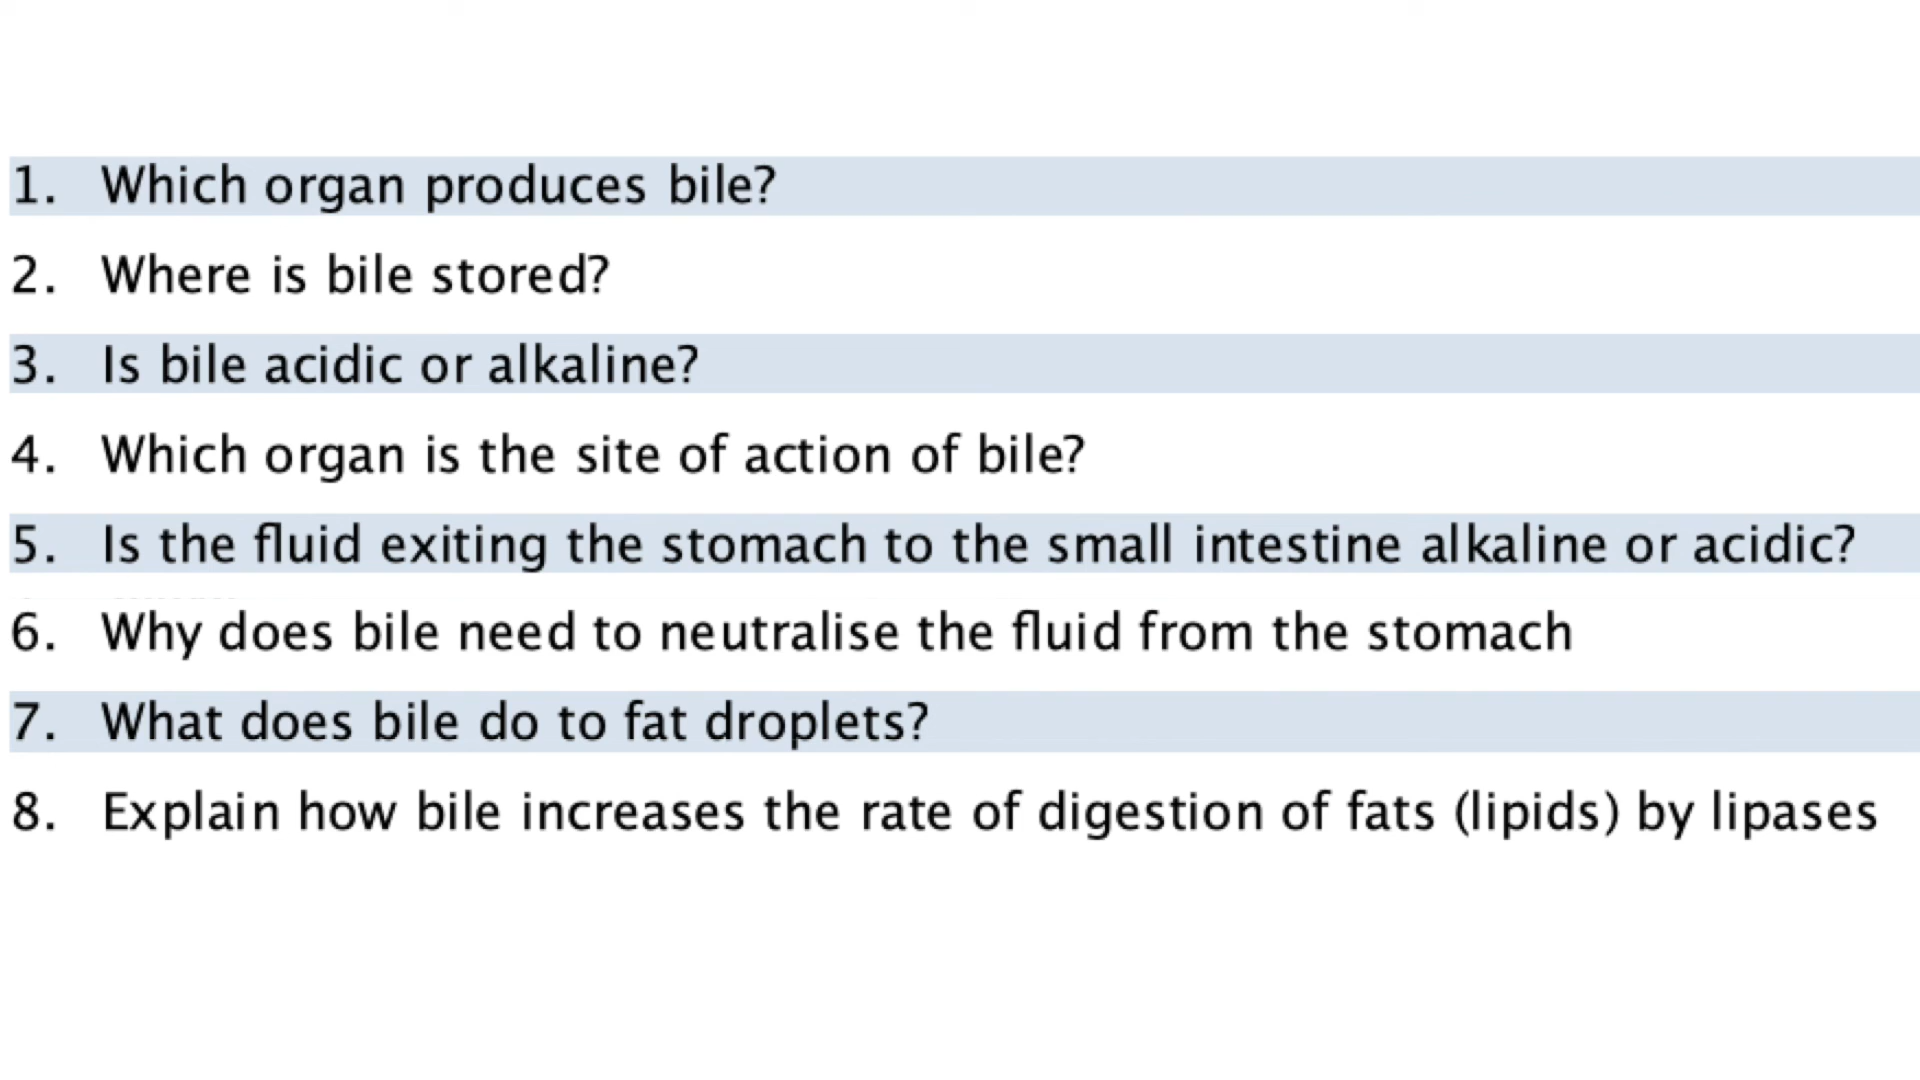 1. Which organ produces bile?
2. Where is bile stored?
3. Is bile acidic or alkaline?
4. Which organ is the site of action of bile?
5. Is the fluid exiting the stomach to the small intestine alkaline or acidic?
6. Why does bile need to neutralise the fluid from the stomach
7. What does bile do to fat droplets?
8. Explain how bile increases the rate of digestion of fats (lipids) by lipases